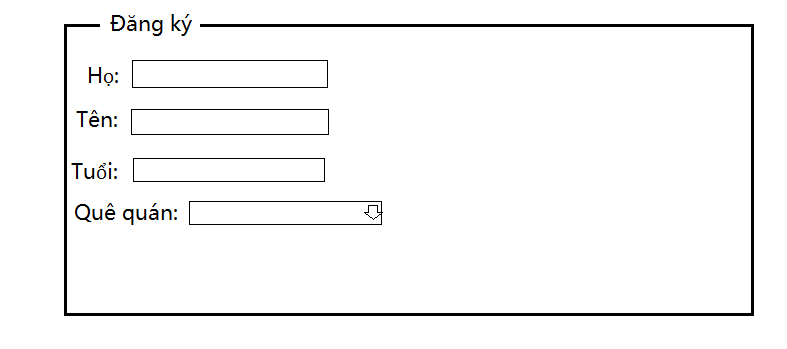 Đăng ký
Họ:
Tên:
Tuổi:
Quê quán: